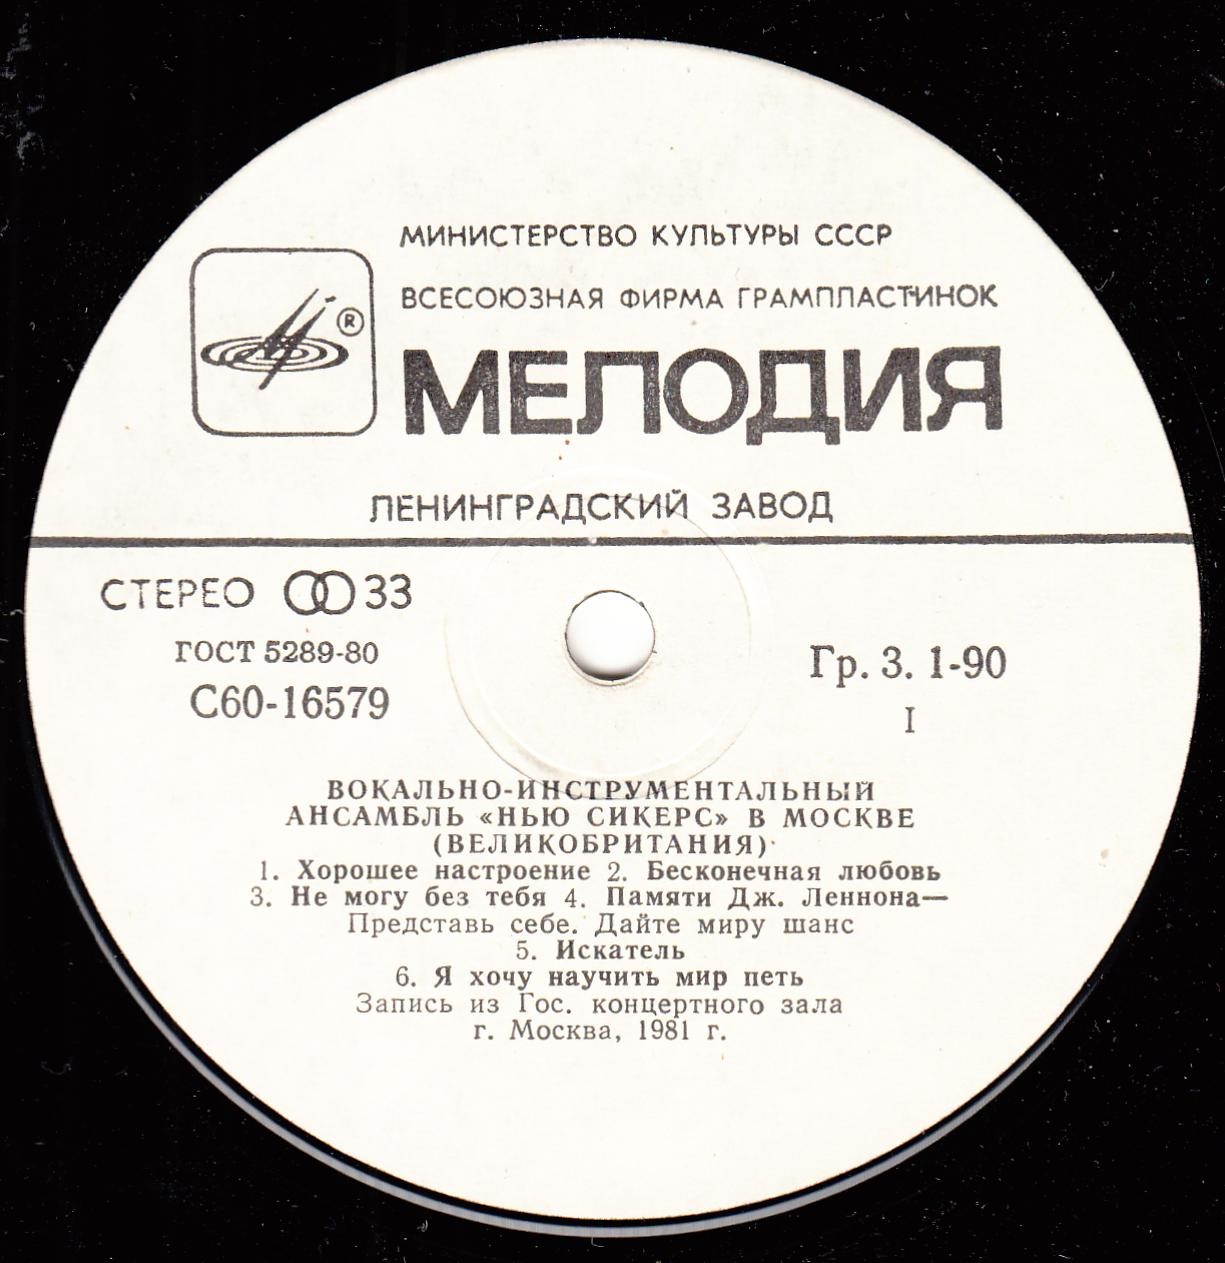 МИНИСТЕРСТВО КУЛЬТУРЫ СССР
ВСЕСОЮЗНАЯ ФИРМА ГРАМПЛАСТИНОК
®
МЕЛОДИЯ
ЛЕНИНГРАДСКИЙ ЗАВОД
СТЕРЕО 33
ГОСТ 5289-80
С60-16579
Гр. 3. 1-90
I
ВОКАЛЬНО-ИНСТРУМЕНТАЛЬНЫЙ
АНСАМБЛЬ «НЬЮ СИКЕРС» В МОСКВЕ
(ВЕЛИКОБРИТАНИЯ)
1. Хорошее настроение 2. Бесконечная любовь
3. Не могу без тебя 4. Памяти Дж. Леннона—
Представь себе. Дайте миру шанс
5. Искатель
6. Я хочу научить мир петь
Запись из Гос. концертного зала
г. Москва, 1981 г.